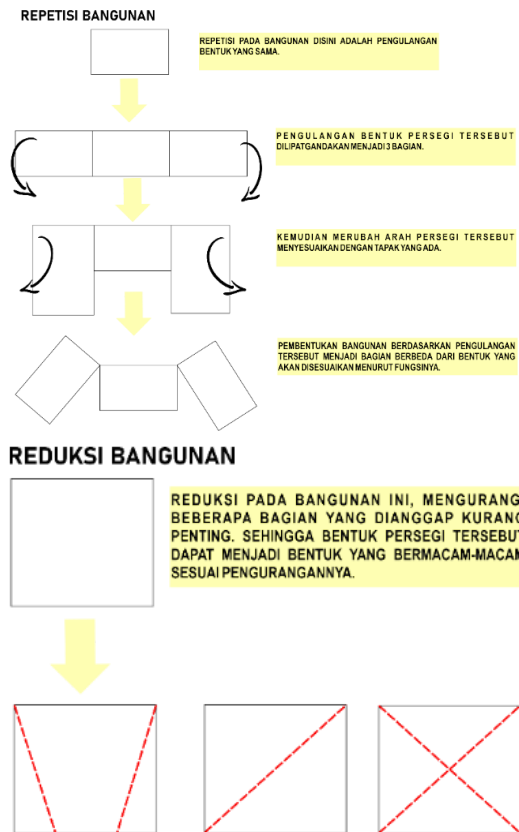 REPETISI BANGUNAN
REPETISI PADA BANGUNAN DISINI ADALAH PENGULANGAN
BENTUK YANG SAMA.
PENGULANGAN BENTUK PERSEGI TERSEBUT
DILIPATGANDAKAN MENJADI 3 BAGIAN.
KEMUDIAN MERUBAH ARAH PERSEGI TERSEBUT
MENYESUAIKAN DENGAN TAPAK YANG ADA.
PEMBENTUKAN BANGUNAN BERDASARKAN PENGULANGAN
TERSEBUT MENJADI BAGIAN BERBEDA DARI BENTUK YANG
AKAN DISESUAIKAN MENURUT FUNGSINYA.
REDUKSI BANGUNAN
REDUKSI PADA BANGUNAN INI, MENGURANGI
BEBERAPA BAGIAN YANG DIANGGAP KURANG
PENTING. SEHINGGA BENTUK PERSEGI TERSEBUT
DAPAT MENJADI BENTUK YANG BERMACAM-MACAM
SESUAI PENGURANGANNYA.